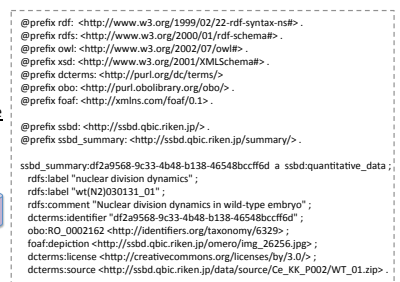 @prefix rdf: <http://www.w3.org/1999/02/22-rdf-syntax-ns#> .
@prefix rdfs: <http://www.w3.org/2000/01/rdf-schema#> .
@prefix owl: <http://www.w3.org/2002/07/owl#> .
@prefix xsd: <http://www.w3.org/2001/XMLSchema#> .
@prefix dcterms: <http://purl.org/dc/terms/>
@prefix obo: <http://purl.obolibrary.org/obo/> .
@prefix foaf: <http://xmlns.com/foaf/0.1> .
@prefix ssbd: <http://ssbd.qbic.riken.jp/> .
@prefix ssbd_summary: <http://ssbd.qbic.riken.jp/summary/> .
ssbd_summary:df2a9568-9c33-4b48-b138-46548bccff6d a ssbd:quantitative_data ;
rdfs:label "nuclear division dynamics" ;
rdfs:label "wt(N2)030131_01" ;
rdfs:comment "Nuclear division dynamics in wild-type embryo" ;
dcterms:identifier "df2a9568-9c33-4b48-b138-46548bccff6d" ;
obo:RO_0002162 <http://identifiers.org/taxonomy/6329> ;
foaf:depiction <http://ssbd.qbic.riken.jp/omero/img_26256.jpg> ;
dcterms:license <http://creativecommons.org/licenses/by/3.0/> ;
dcterms:source <http://ssbd.qbic.riken.jp/data/source/Ce_KK_P002/WT_01.zip> .